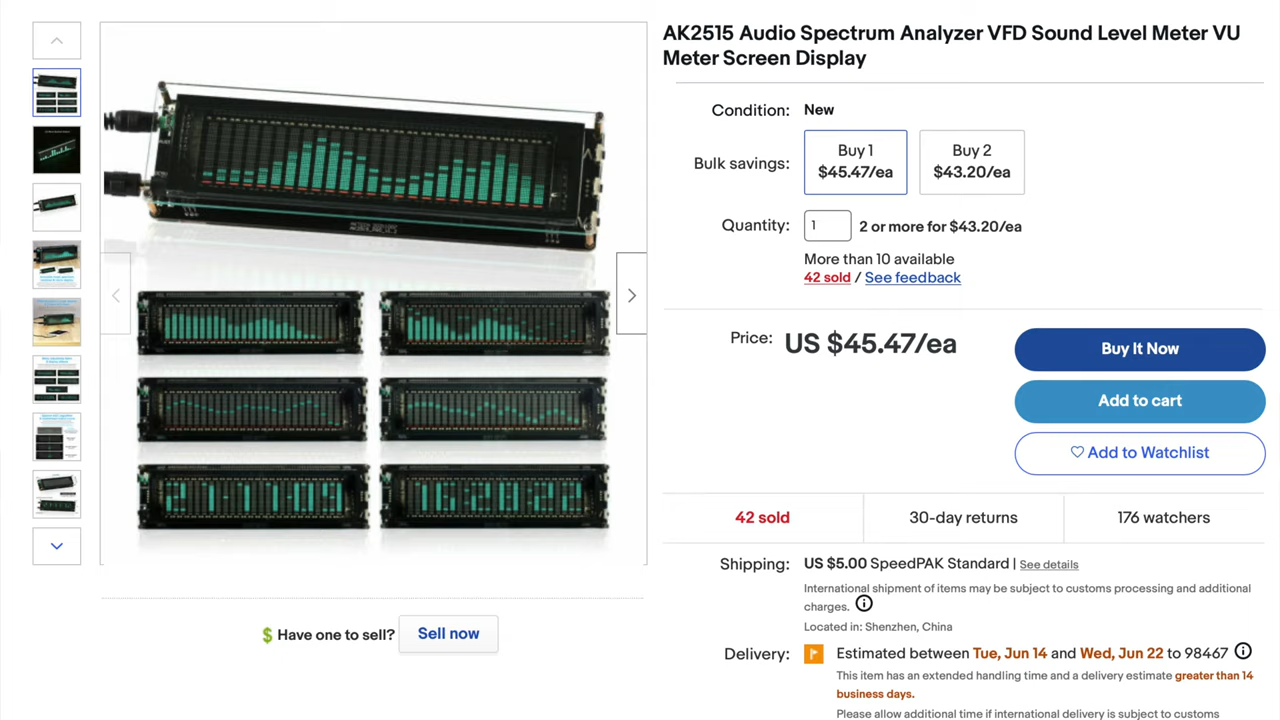 AK2515 Audio Spectrum Analyzer VFD Sound Level Meter VU
Meter Screen Display
Condition: New
Bulk savings:
Buy 1
$45.47/ea
Buy 2
$43.20/ea
Quantity: 1 2 or more for $43.20/ea
More than 10 available
42 sold / See feedback
Price: US $45.47/ea
Buy It Now
Add to cart
Add to Watchlist
42 sold
30-day returns
176 watchers
Shipping: US $5.00 SpeedPAK Standard | See details
International shipment of items may be subject to customs processing and additional
charges.
Located in: Shenzhen, China
Delivery: Estimated between Tue, Jun 14 and Wed, Jun 22 to 98467
This item has an extended handling time and a delivery estimate greater than 14
business days.
Please allow additional time if international delivery is subject to customs
Have one to sell? Sell now